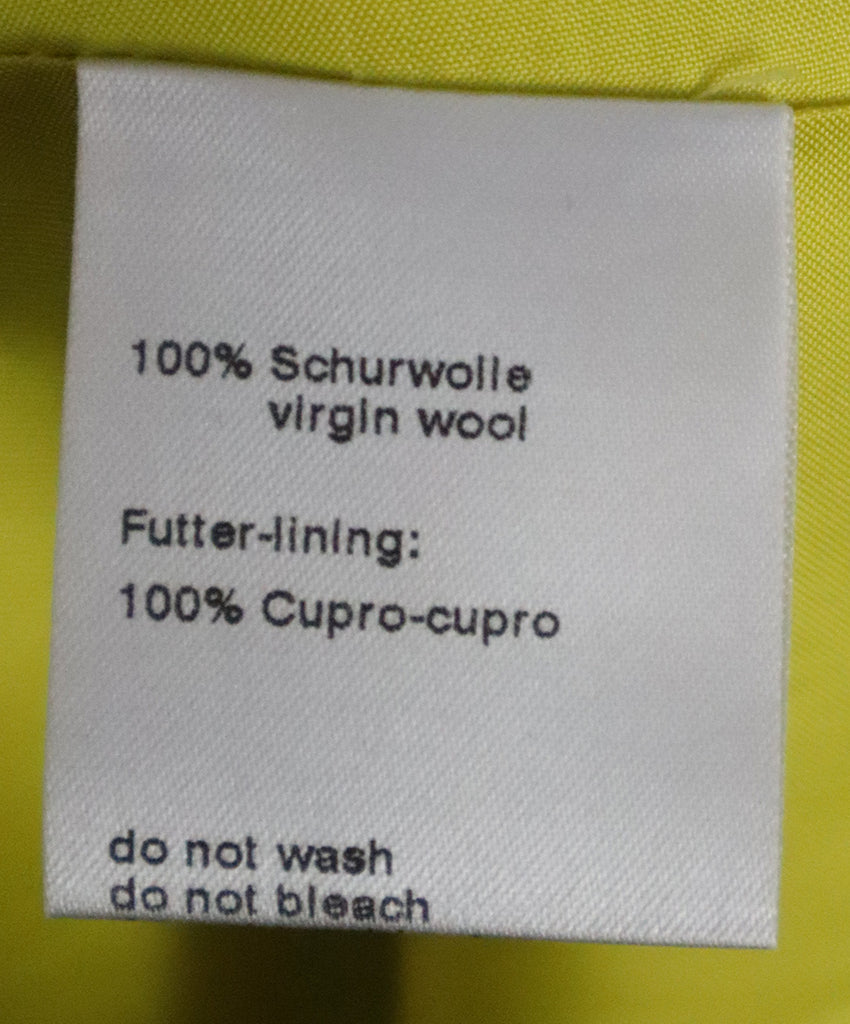 100% Schurwolle
virgin wool
Futter-lining:
100% Cupro-cupro
do not wash
do not bleach